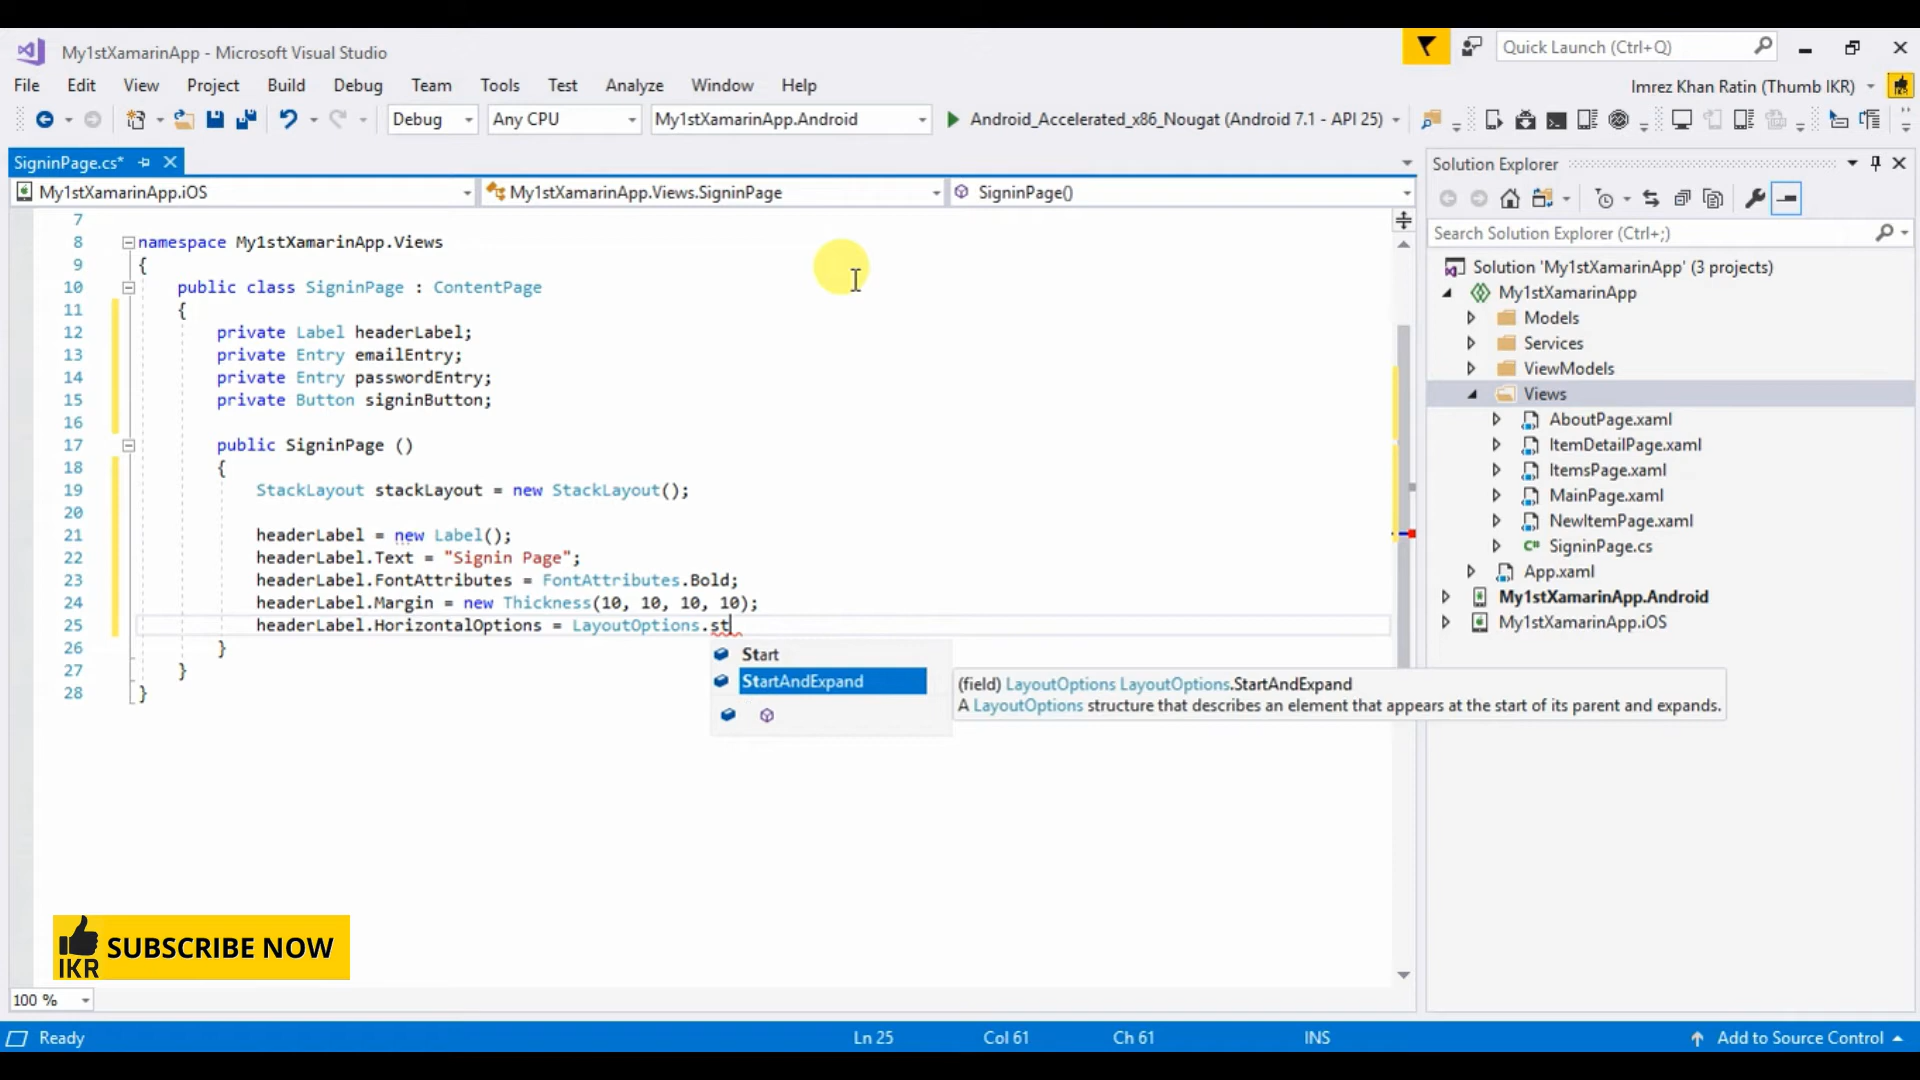 My1stXamarinApp - Microsoft Visual Studio
Quick Launch (Ctrl+Q)
File Edit View Project Build Debug Team Tools Test Analyze Window Help
Imrez Khan Ratin (Thumb IKR)
Debug Any CPU My1stXamarinApp.Android Android_Accelerated_x86_Nougat (Android 7.1 - API 25)
SigninPage.cs*
My1stXamarinApp.iOS My1stXamarinApp.Views.SigninPage SigninPage()
7
8 namespace My1stXamarinApp.Views
9 {
10 public class SigninPage : ContentPage
11 {
12 private Label headerLabel;
13 private Entry emailEntry;
14 private Entry passwordEntry;
15 private Button signinButton;
16
17 public SigninPage ()
18 {
19 StackLayout stackLayout = new StackLayout();
20
21 headerLabel = new Label();
22 headerLabel.Text = "Signin Page";
23 headerLabel.FontAttributes = FontAttributes.Bold;
24 headerLabel.Margin = new Thickness(10, 10, 10, 10);
25 headerLabel.HorizontalOptions = LayoutOptions.st
26 }
27 }
28 }
Start
StartAndExpand
(field) LayoutOptions LayoutOptions.StartAndExpand
A LayoutOptions structure that describes an element that appears at the start of its parent and expands.
Solution Explorer
Search Solution Explorer (Ctrl+;)
Solution 'My1stXamarinApp' (3 projects)
My1stXamarinApp
Models
Services
ViewModels
Views
AboutPage.xaml
ItemDetailPage.xaml
ItemsPage.xaml
MainPage.xaml
NewItemPage.xaml
C# SigninPage.cs
App.xaml
My1stXamarinApp.Android
My1stXamarinApp.iOS
IKR SUBSCRIBE NOW
100 %
Ready Ln 25 Col 61 Ch 61 INS Add to Source Control